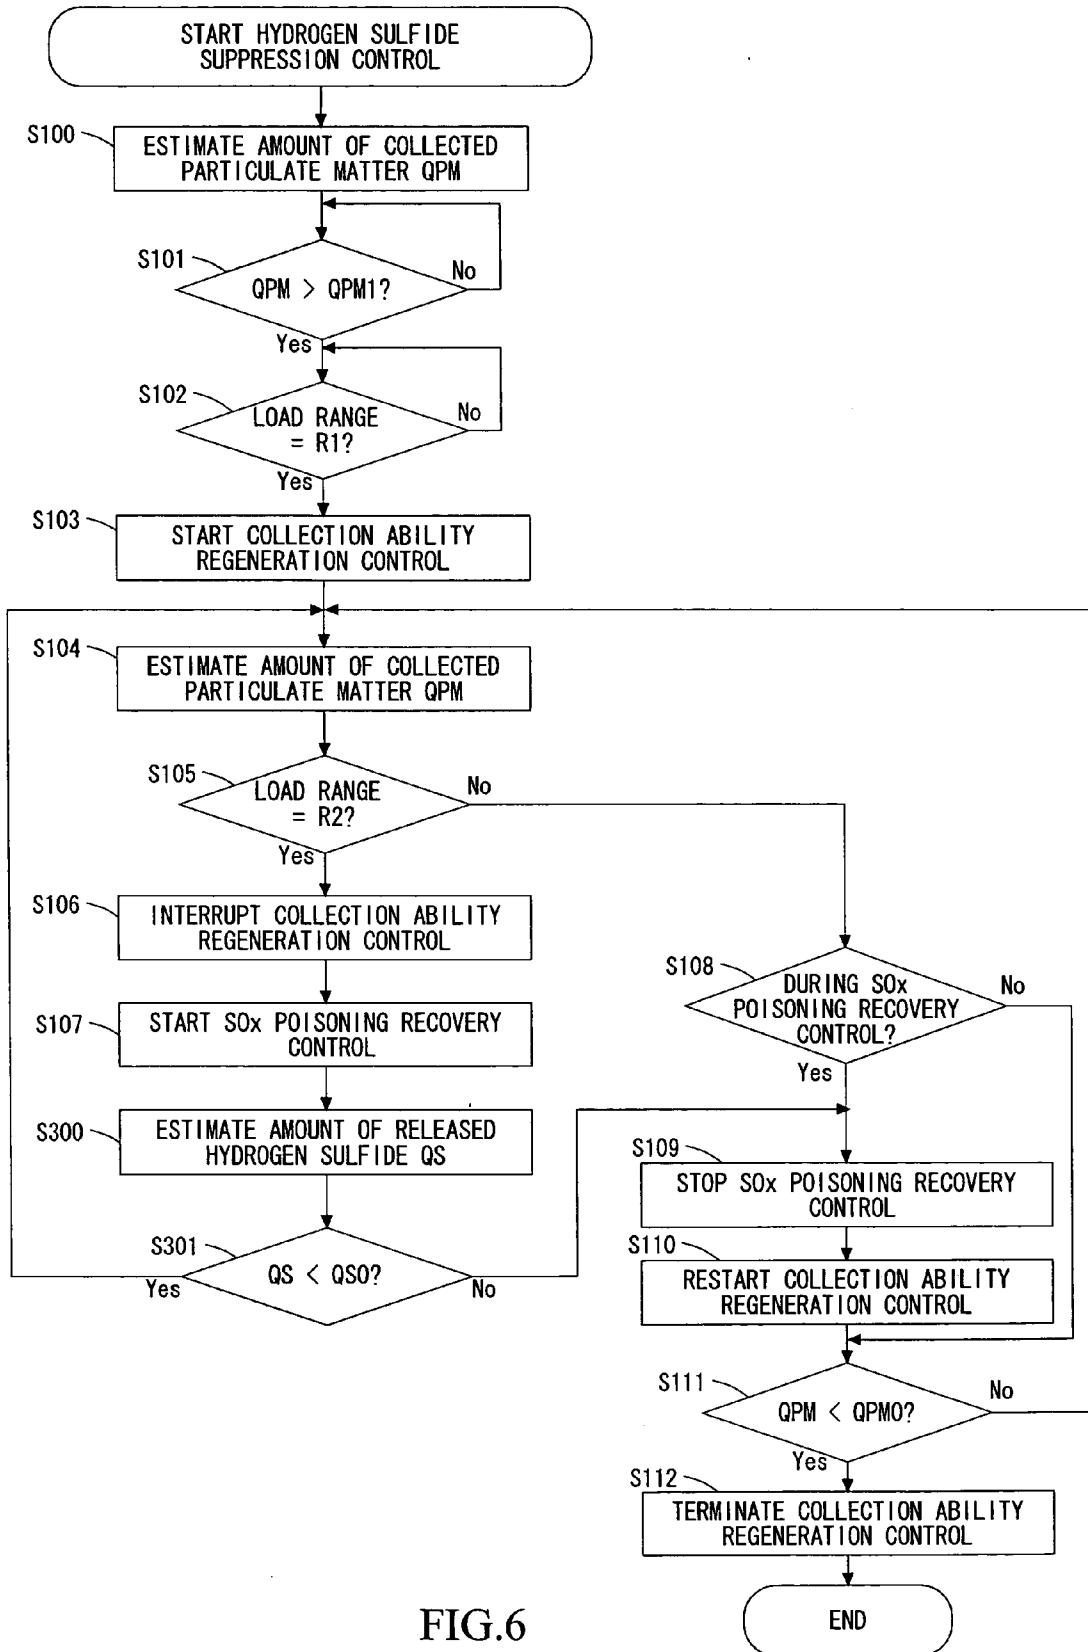 START HYDROGEN SULFIDE
SUPPRESSION CONTROL
S100
ESTIMATE AMOUNT OF COLLECTED
PARTICULATE MATTER QPM
S101
QPM > QPM1?
No
Yes
S102
LOAD RANGE
= R1?
No
Yes
S103
START COLLECTION ABILITY
REGENERATION CONTROL
S104
ESTIMATE AMOUNT OF COLLECTED
PARTICULATE MATTER QPM
S105
LOAD RANGE
= R2?
No
Yes
S106
INTERRUPT COLLECTION ABILITY
REGENERATION CONTROL
S107
START SOx POISONING RECOVERY
CONTROL
S300
ESTIMATE AMOUNT OF RELEASED
HYDROGEN SULFIDE QS
S301
QS < QS0?
Yes
No
S108
DURING SOx
POISONING RECOVERY
CONTROL?
No
Yes
S109
STOP SOx POISONING RECOVERY
CONTROL
S110
RESTART COLLECTION ABILITY
REGENERATION CONTROL
S111
QPM < QPM0?
No
Yes
S112
TERMINATE COLLECTION ABILITY
REGENERATION CONTROL
END
FIG.6